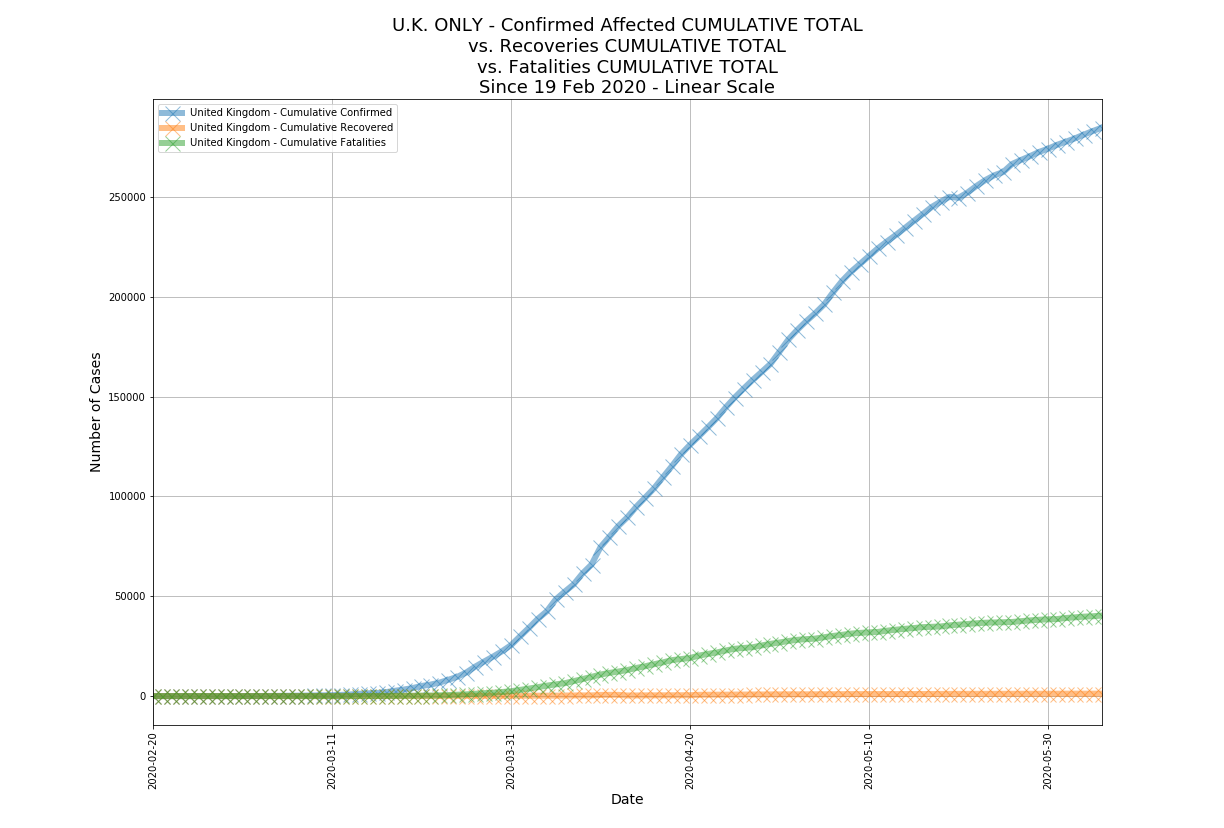 U.K. ONLY - Confirmed Affected CUMULATIVE TOTAL
vs. Recoveries CUMULATIVE TOTAL
vs. Fatalities CUMULATIVE TOTAL
Since 19 Feb 2020 - Linear Scale
United Kingdom - Cumulative Confirmed
United Kingdom - Cumulative Recovered
United Kingdom - Cumulative Fatalities
Number of Cases
250000
200000
150000
100000
50000
0
2020-02-20
2020-03-11
2020-03-31
2020-04-20
2020-05-10
2020-05-30
Date